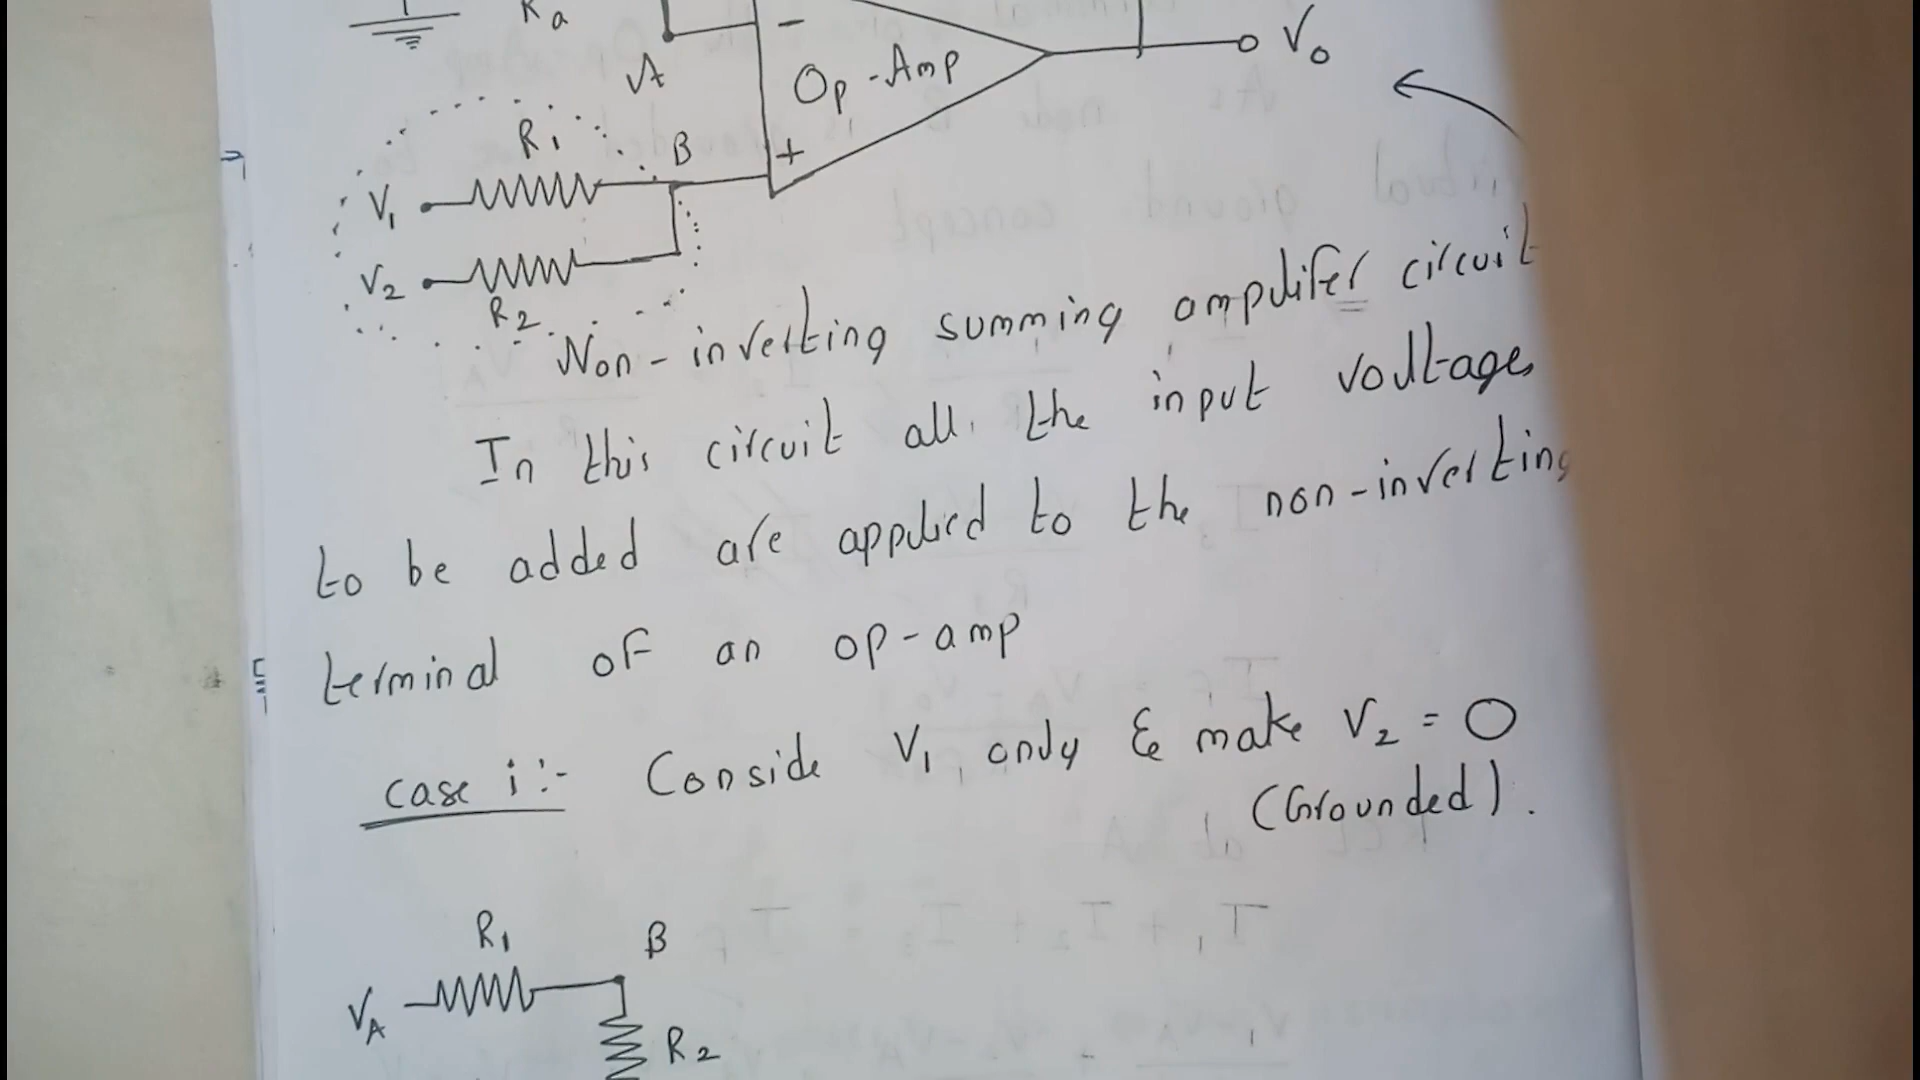 Ra
-
A
Op-Amp
Vo
R1
B
+
V1
V2
R2
Non-inverting summing ampulifer circuit
In this circuit all the input voultages
to be added are applied to the non-inverting
terminal of an op-amp
case i:- Conside V1 only & make V2 = 0
(Grounded).
R1
B
VA
R2